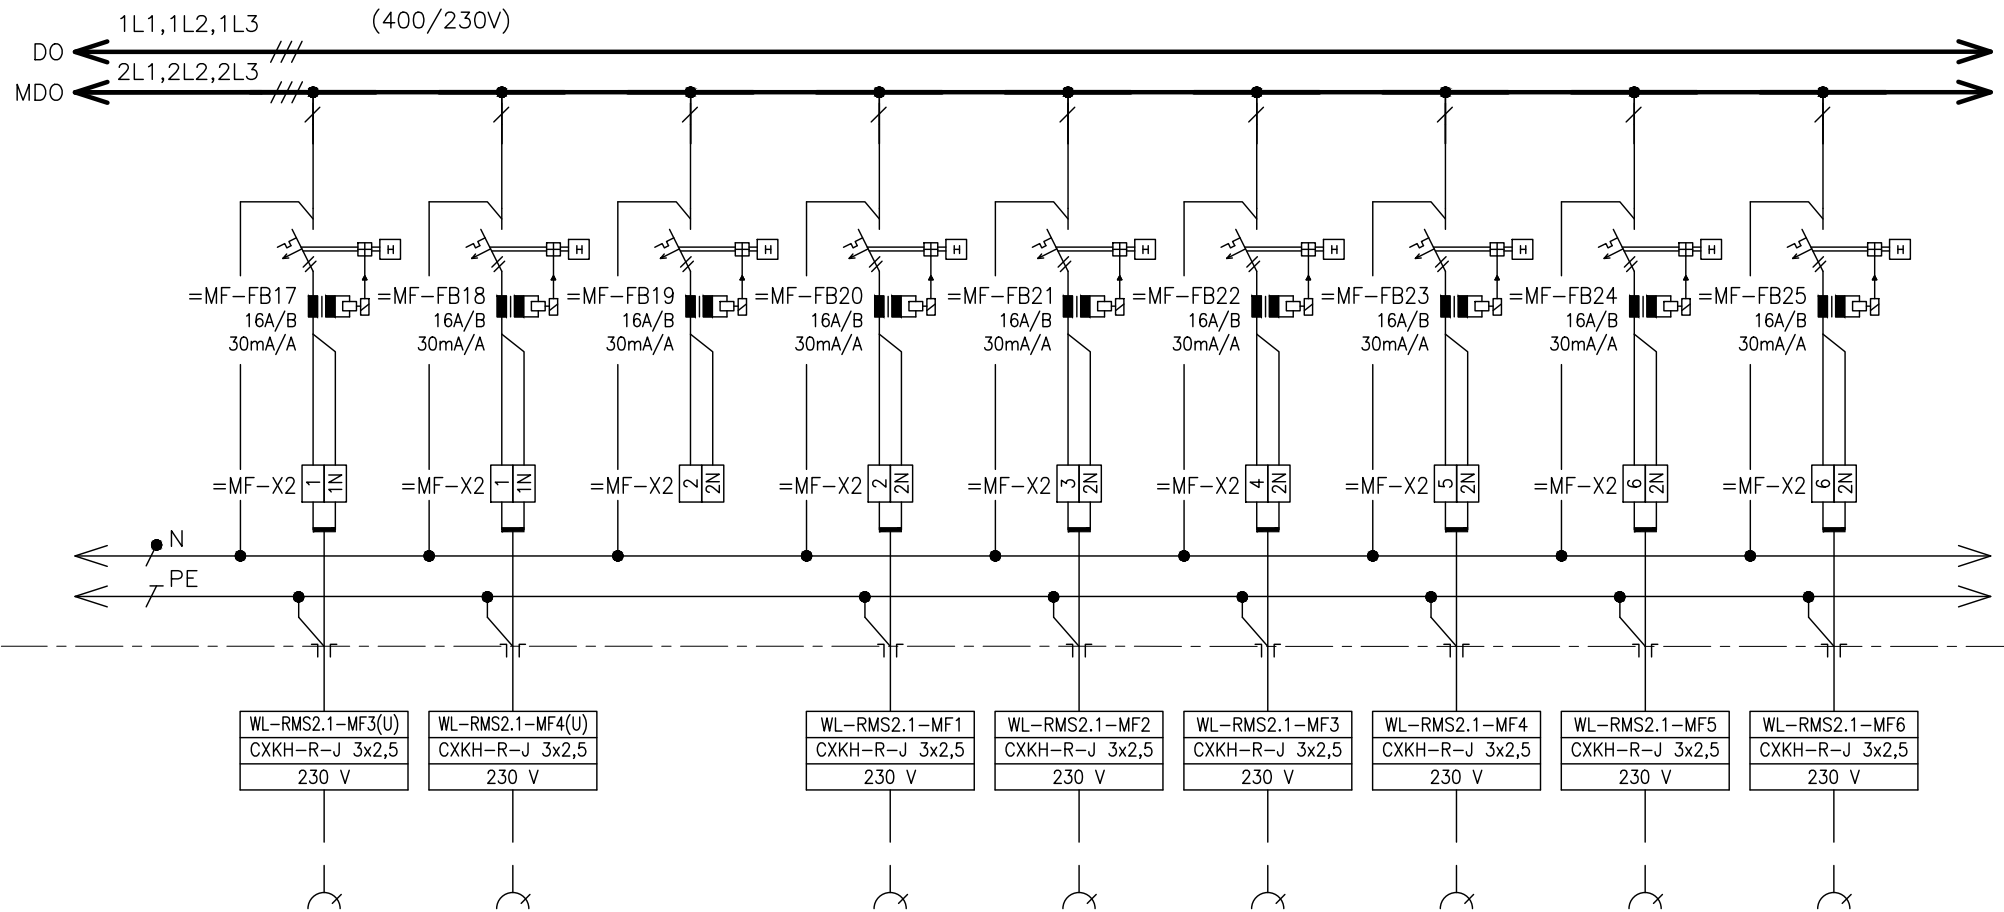 1L1,1L2,1L3 (400/230V)
DO
2L1,2L2,2L3
MDO
H H H H H H H H H
=MF-FB17 =MF-FB18 =MF-FB19 =MF-FB20 =MF-FB21 =MF-FB22 =MF-FB23 =MF-FB24 =MF-FB25
16A/B 16A/B 16A/B 16A/B 16A/B 16A/B 16A/B 16A/B 16A/B
30mA/A 30mA/A 30mA/A 30mA/A 30mA/A 30mA/A 30mA/A 30mA/A 30mA/A
=MF-X2 1 1N =MF-X2 1 1N =MF-X2 2 2N =MF-X2 2 2N =MF-X2 3 2N =MF-X2 4 2N =MF-X2 5 2N =MF-X2 6 2N =MF-X2 6 2N
N
PE
WL-RMS2.1-MF3(U) WL-RMS2.1-MF4(U) WL-RMS2.1-MF1 WL-RMS2.1-MF2 WL-RMS2.1-MF3 WL-RMS2.1-MF4 WL-RMS2.1-MF5 WL-RMS2.1-MF6
CXKH-R-J 3x2,5 CXKH-R-J 3x2,5 CXKH-R-J 3x2,5 CXKH-R-J 3x2,5 CXKH-R-J 3x2,5 CXKH-R-J 3x2,5 CXKH-R-J 3x2,5 CXKH-R-J 3x2,5
230 V 230 V 230 V 230 V 230 V 230 V 230 V 230 V